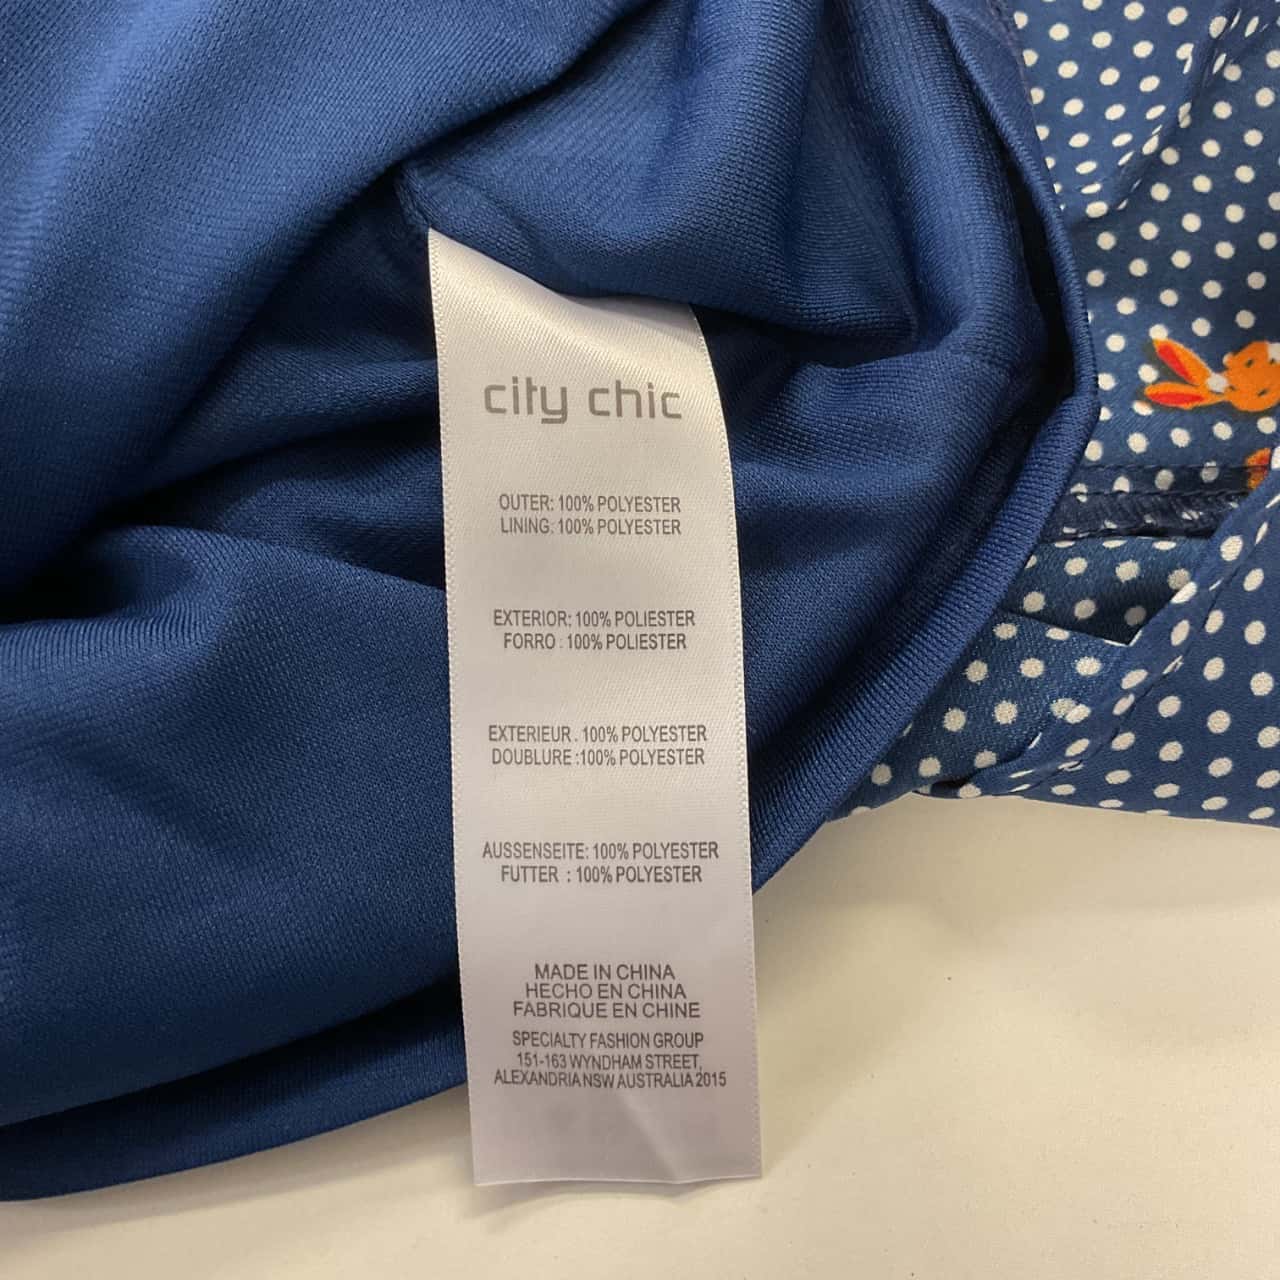 city chic
OUTER: 100% POLYESTER
LINING: 100% POLYESTER
EXTERIOR: 100% POLIESTER
FORRO : 100% POLIESTER
EXTERIEUR . 100% POLYESTER
DOUBLURE :100% POLYESTER
AUSSENSEITE: 100% POLYESTER
FUTTER : 100% POLYESTER
MADE IN CHINA
HECHO EN CHINA
FABRIQUE EN CHINE
SPECIALTY FASHION GROUP
151-163 WYNDHAM STREET,
ALEXANDRIA NSW AUSTRALIA 2015